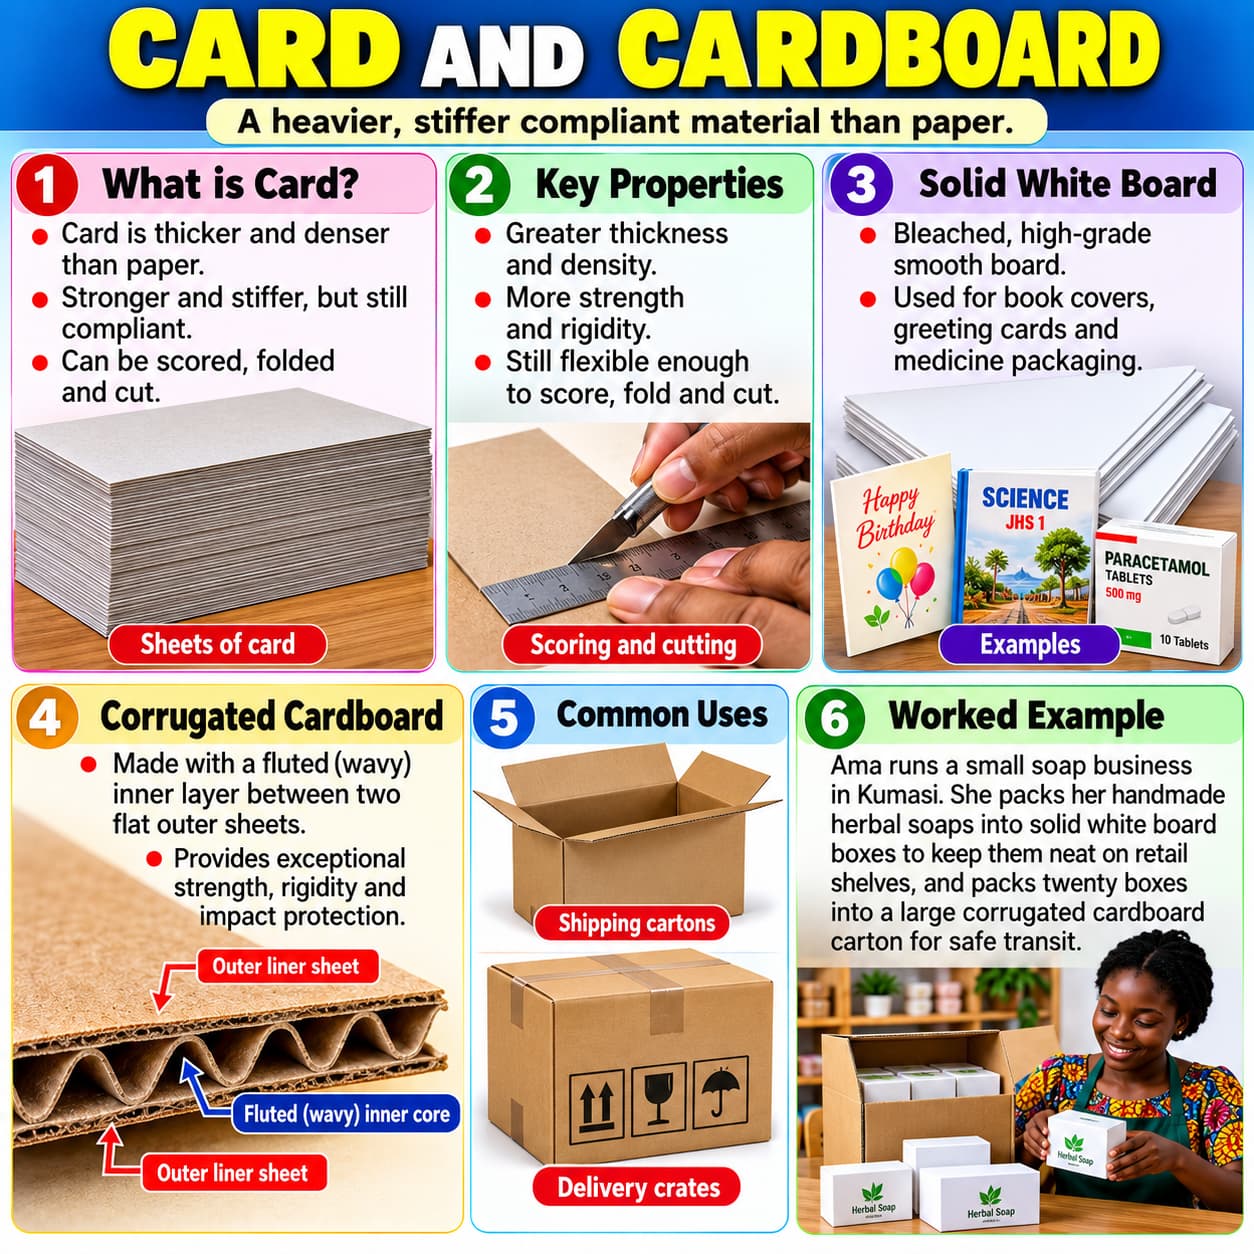 CARD AND CARDBOARD
A heavier, stiffer compliant material than paper.
1 What is Card?
Card is thicker and denser
than paper.
Stronger and stiffer, but still
compliant.
Can be scored, folded
and cut.
Sheets of card
2 Key Properties
Greater thickness
and density.
More strength
and rigidity.
Still flexible enough
to score, fold and cut.
Scoring and cutting
3 Solid White Board
Bleached, high-grade
smooth board.
Used for book covers,
greeting cards and
medicine packaging.
Happy
Birthday
SCIENCE
JHS 1
PARACETAMOL
TABLETS
500 mg
10 Tablets
Examples
4 Corrugated Cardboard
Made with a fluted (wavy)
inner layer between two
flat outer sheets.
Provides exceptional
strength, rigidity and
impact protection.
Outer liner sheet
Fluted (wavy) inner core
Outer liner sheet
5 Common Uses
Shipping cartons
Delivery crates
6 Worked Example
Ama runs a small soap business
in Kumasi. She packs her handmade
herbal soaps into solid white board
boxes to keep them neat on retail
shelves, and packs twenty boxes
into a large corrugated cardboard
carton for safe transit.
Herbal Soap
Herbal Soap
Herbal Soap